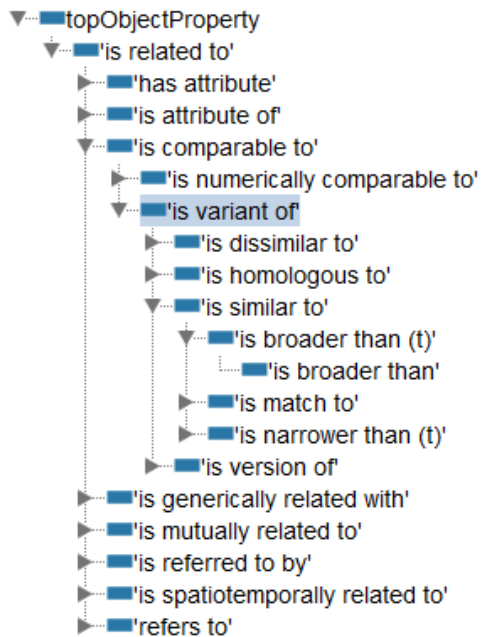 topObjectProperty
'is related to'
'has attribute'
'is attribute of'
'is comparable to'
'is numerically comparable to'
'is variant of'
'is dissimilar to'
'is homologous to'
'is similar to'
'is broader than (t)'
'is broader than'
'is match to'
'is narrower than (t)'
'is version of'
'is generically related with'
'is mutually related to'
'is referred to by'
'is spatiotemporally related to'
'refers to'